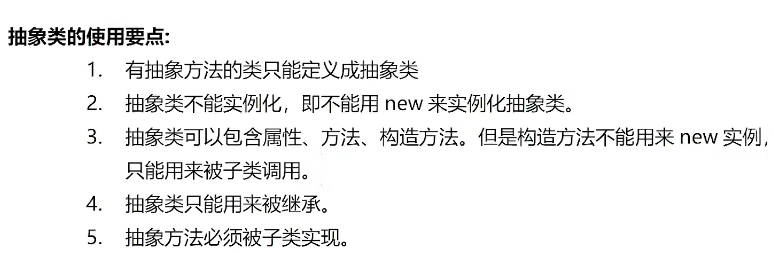 抽象类的使用要点:
1. 有抽象方法的类只能定义成抽象类
2. 抽象类不能实例化，即不能用 new 来实例化抽象类。
3. 抽象类可以包含属性、方法、构造方法。但是构造方法不能用来 new 实例，
只能用来被子类调用。
4. 抽象类只能用来被继承。
5. 抽象方法必须被子类实现。